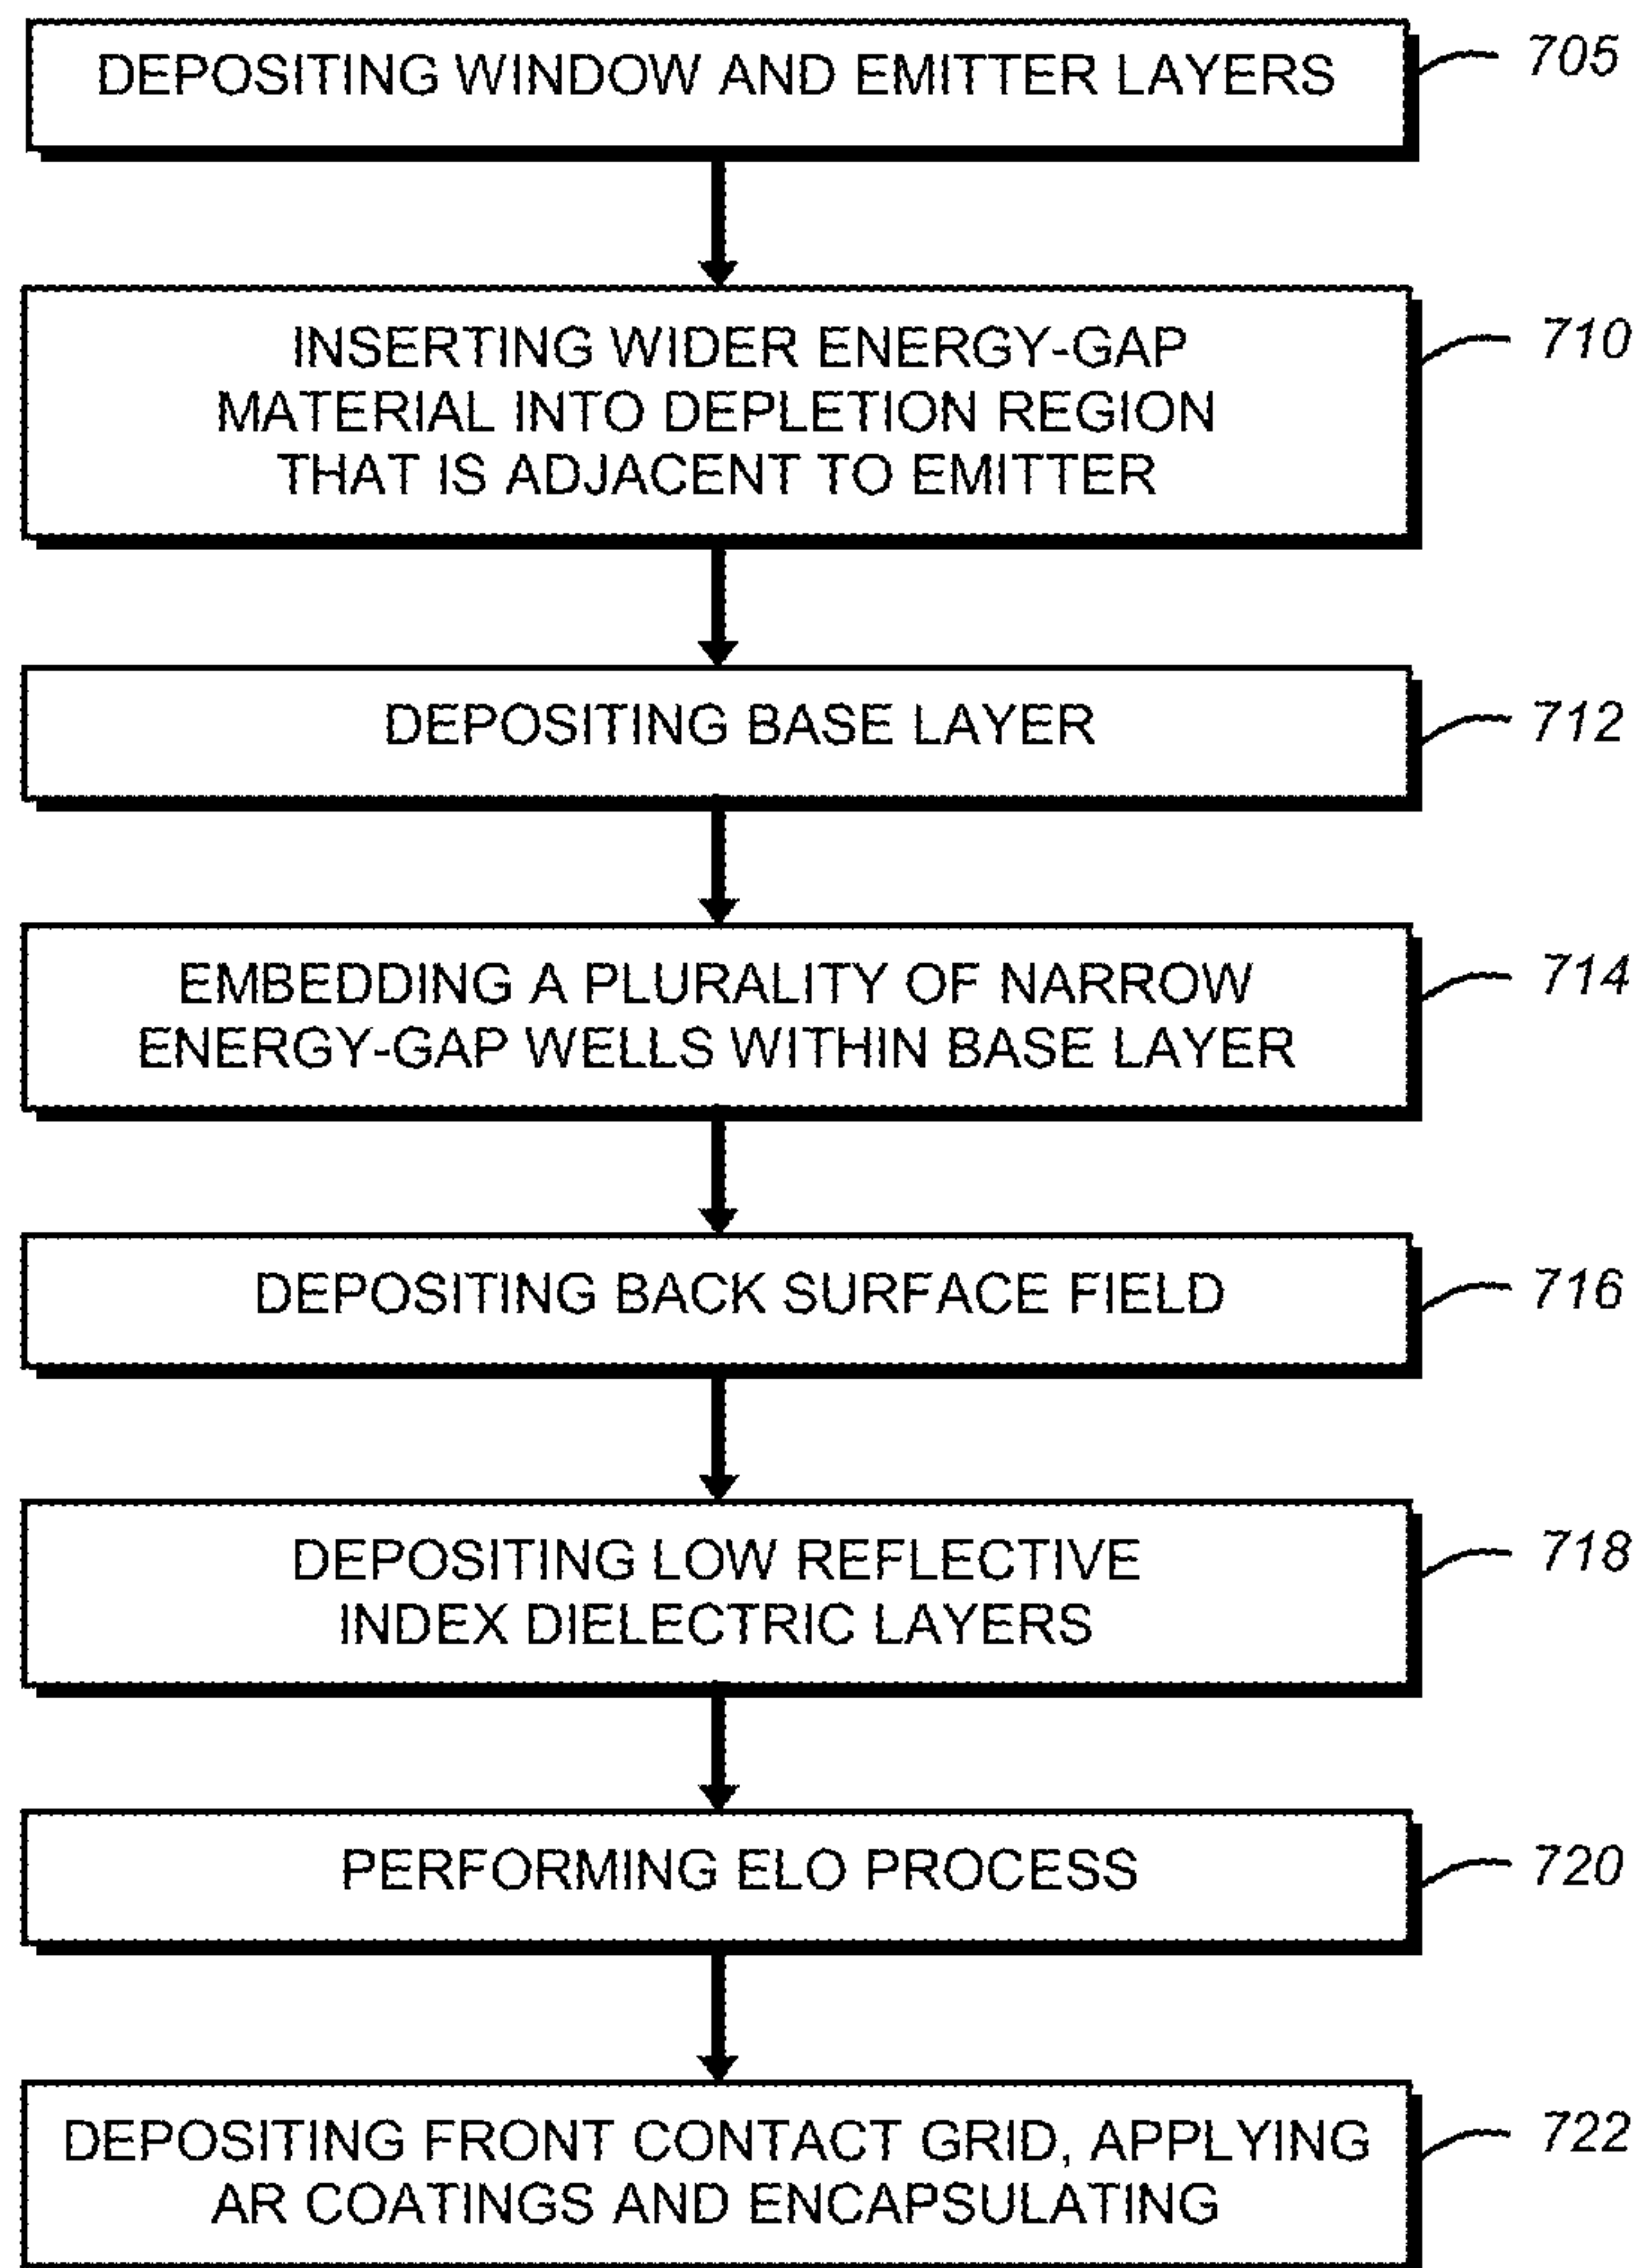 DEPOSITING WINDOW AND EMITTER LAYERS
705
INSERTING WIDER ENERGY-GAP
MATERIAL INTO DEPLETION REGION
THAT IS ADJACENT TO EMITTER
710
DEPOSITING BASE LAYER
712
EMBEDDING A PLURALITY OF NARROW
ENERGY-GAP WELLS WITHIN BASE LAYER
714
DEPOSITING BACK SURFACE FIELD
716
DEPOSITING LOW REFLECTIVE
INDEX DIELECTRIC LAYERS
718
PERFORMING ELO PROCESS
720
DEPOSITING FRONT CONTACT GRID, APPLYING
AR COATINGS AND ENCAPSULATING
722